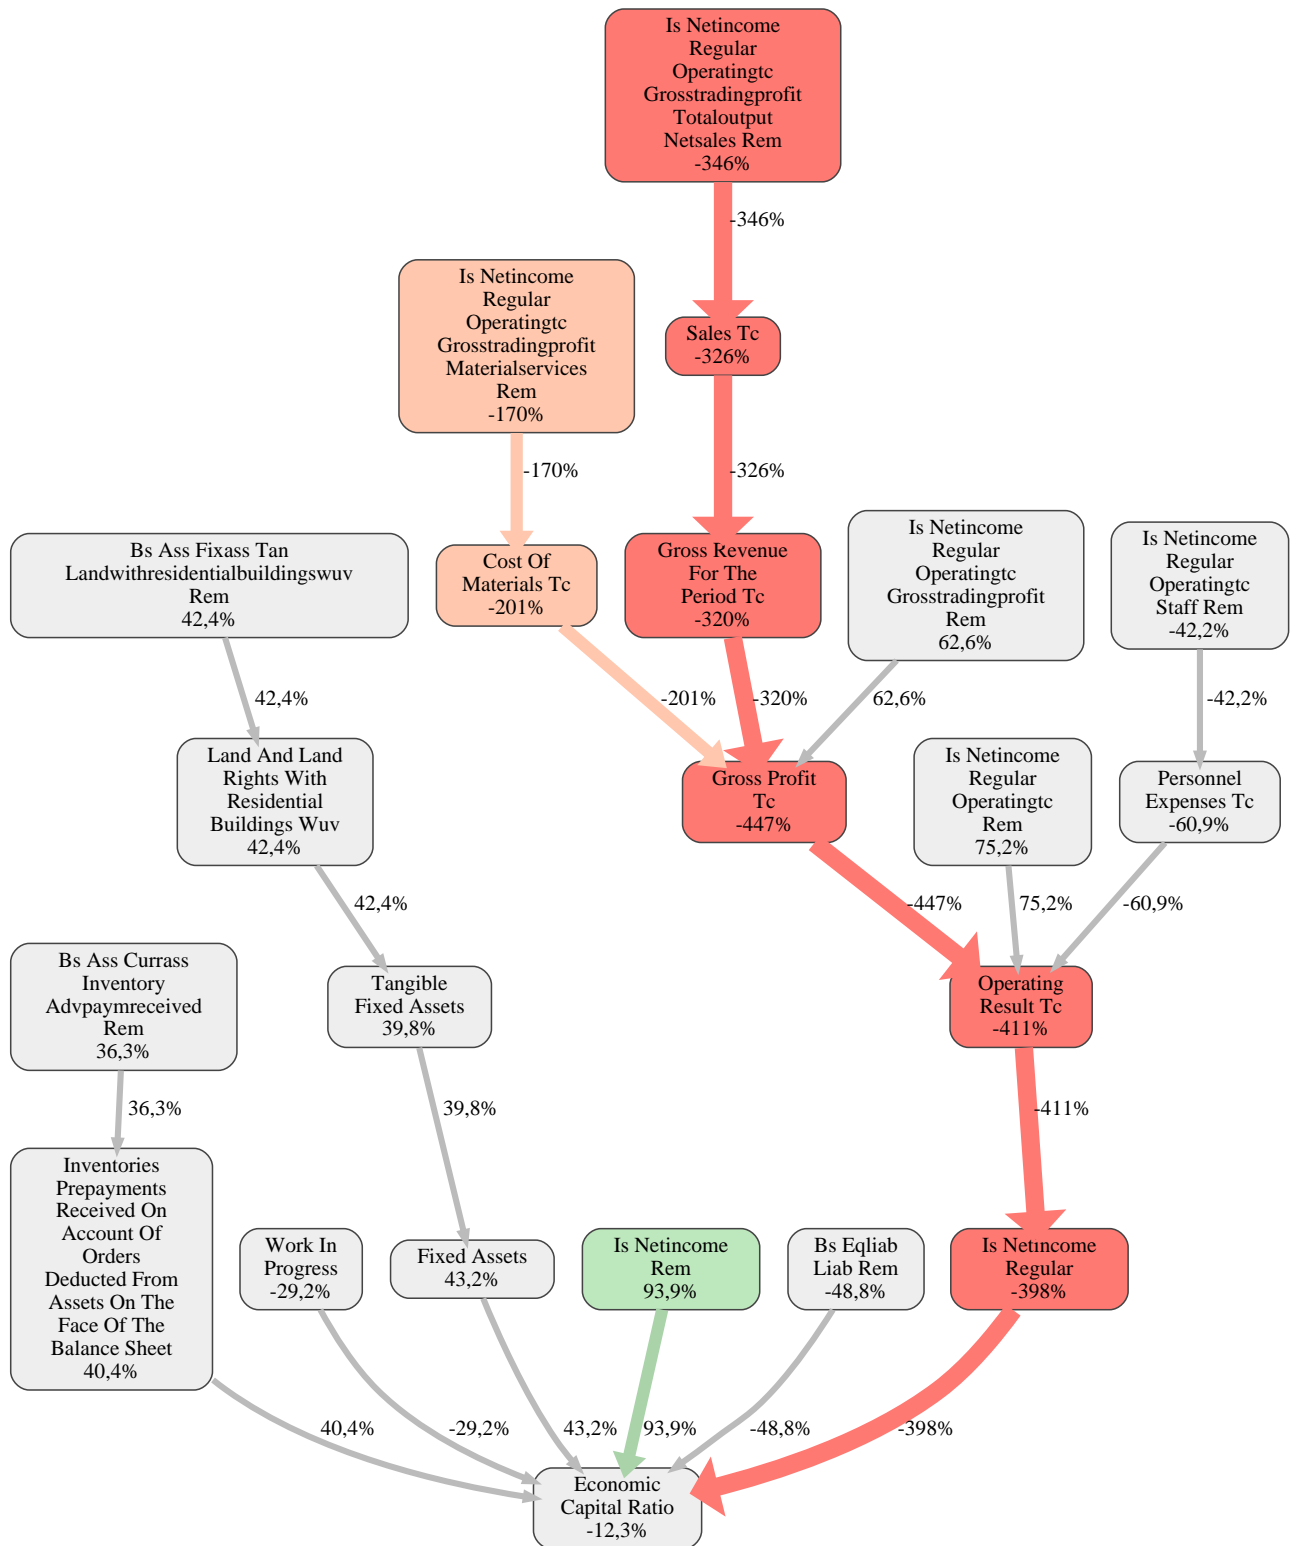 Is Netincome
Regular
Operatingtc
Grosstradingprofit
Totaloutput
Netsales Rem
-346%
-346%
Is Netincome
Regular
Operatingtc
Grosstradingprofit
Materialservices
Rem
-170%
Sales Tc
-326%
-170%
-326%
Bs Ass Fixass Tan
Landwithresidentialbuildingswuv
Rem
42,4%
Cost Of
Materials Tc
-201%
Gross Revenue
For The
Period Tc
-320%
Is Netincome
Regular
Operatingtc
Grosstradingprofit
Rem
62,6%
Is Netincome
Regular
Operatingtc
Staff Rem
-42,2%
42,4%
-201%
-320%
62,6%
-42,2%
Land And Land
Rights With
Residential
Buildings Wuv
42,4%
Gross Profit
Tc
-447%
Is Netincome
Regular
Operatingtc
Rem
75,2%
Personnel
Expenses Tc
-60,9%
42,4%
-447%
75,2%
-60,9%
Bs Ass Currass
Inventory
Advpaymreceived
Rem
36,3%
Tangible
Fixed Assets
39,8%
Operating
Result Tc
-411%
36,3%
39,8%
-411%
Inventories
Prepayments
Received On
Account Of
Orders
Deducted From
Assets On The
Face Of The
Balance Sheet
40,4%
Work In
Progress
-29,2%
Fixed Assets
43,2%
Is Netincome
Rem
93,9%
Bs Eqliab
Liab Rem
-48,8%
Is Netincome
Regular
-398%
40,4%
-29,2%
43,2%
93,9%
-48,8%
-398%
Economic
Capital Ratio
-12,3%